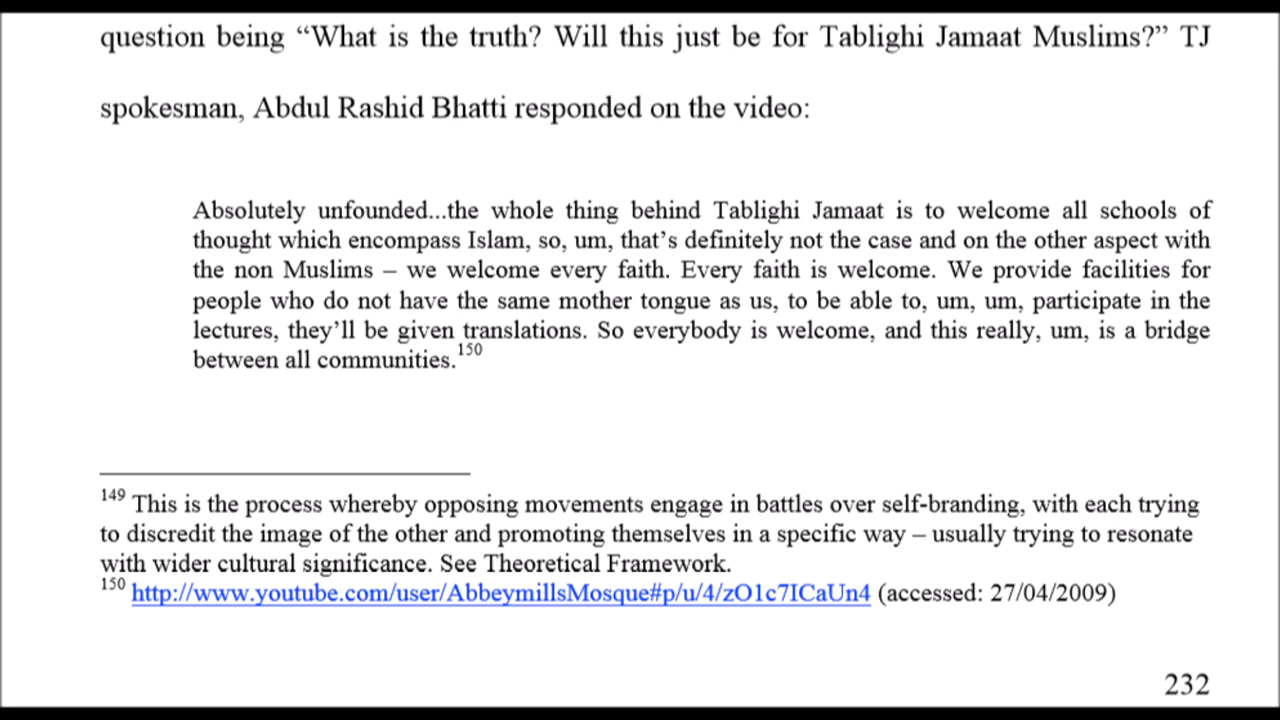 question being “What is the truth? Will this just be for Tablighi Jamaat Muslims?” TJ
spokesman, Abdul Rashid Bhatti responded on the video:
Absolutely unfounded...the whole thing behind Tablighi Jamaat is to welcome all schools of
thought which encompass Islam, so, um, that’s definitely not the case and on the other aspect with
the non Muslims – we welcome every faith. Every faith is welcome. We provide facilities for
people who do not have the same mother tongue as us, to be able to, um, um, participate in the
lectures, they’ll be given translations. So everybody is welcome, and this really, um, is a bridge
between all communities.150
149 This is the process whereby opposing movements engage in battles over self-branding, with each trying
to discredit the image of the other and promoting themselves in a specific way – usually trying to resonate
with wider cultural significance. See Theoretical Framework.
150 http://www.youtube.com/user/AbbeymillsMosque#p/u/4/zO1c7ICaUn4 (accessed: 27/04/2009)
232